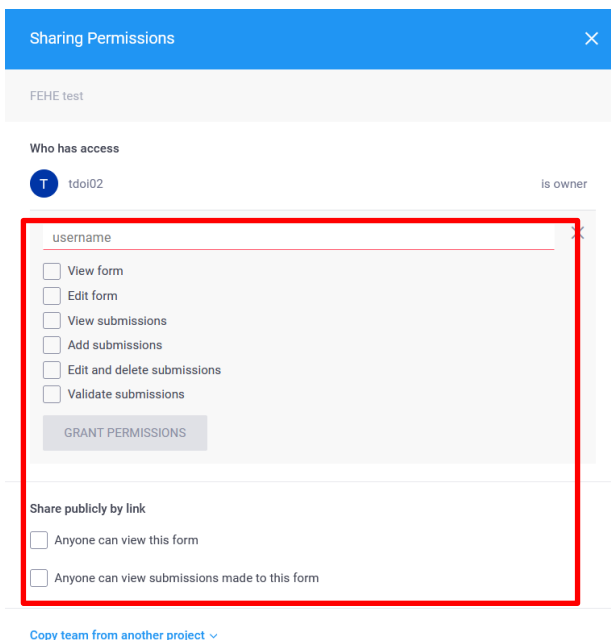 Sharing Permissions
FEHE test
Who has access
T tdoi02 is owner
username
View form
Edit form
View submissions
Add submissions
Edit and delete submissions
Validate submissions
GRANT PERMISSIONS
Share publicly by link
Anyone can view this form
Anyone can view submissions made to this form
Copy team from another project